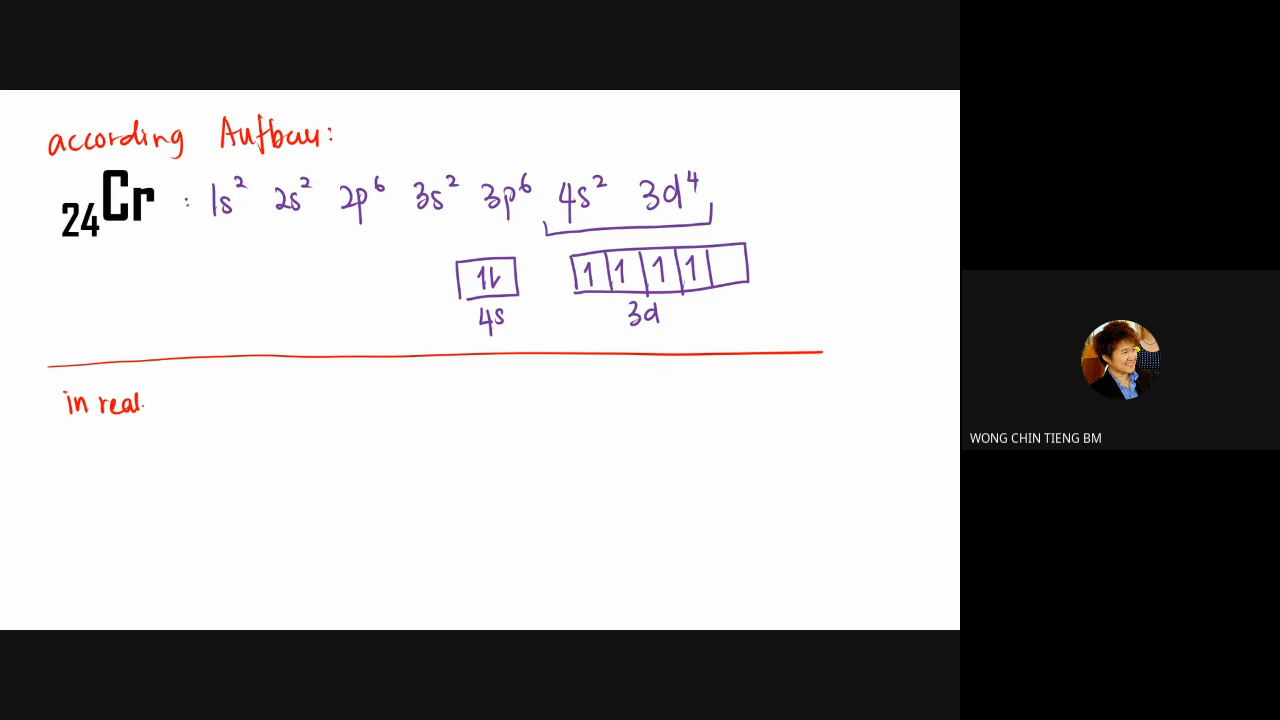 according Aufbau:
₂₄Cr : 1s² 2s² 2p⁶ 3s² 3p⁶ 4s² 3d⁴
1l 1 1 1 1
4s 3d
in real.
WONG CHIN TIENG BM